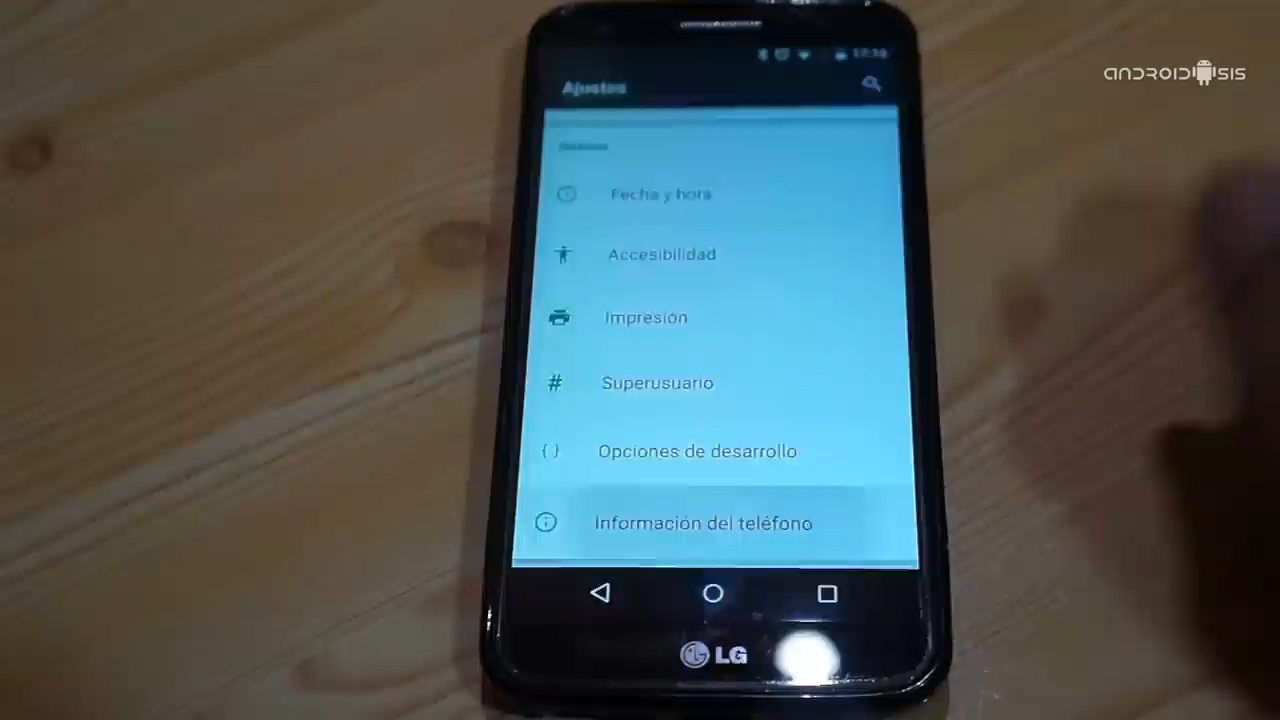 ANDROIDSIS
Ajustes
Fecha y hora
Accesibilidad
Impresión
# Superusuario
{ } Opciones de desarrollo
Información del teléfono
LG